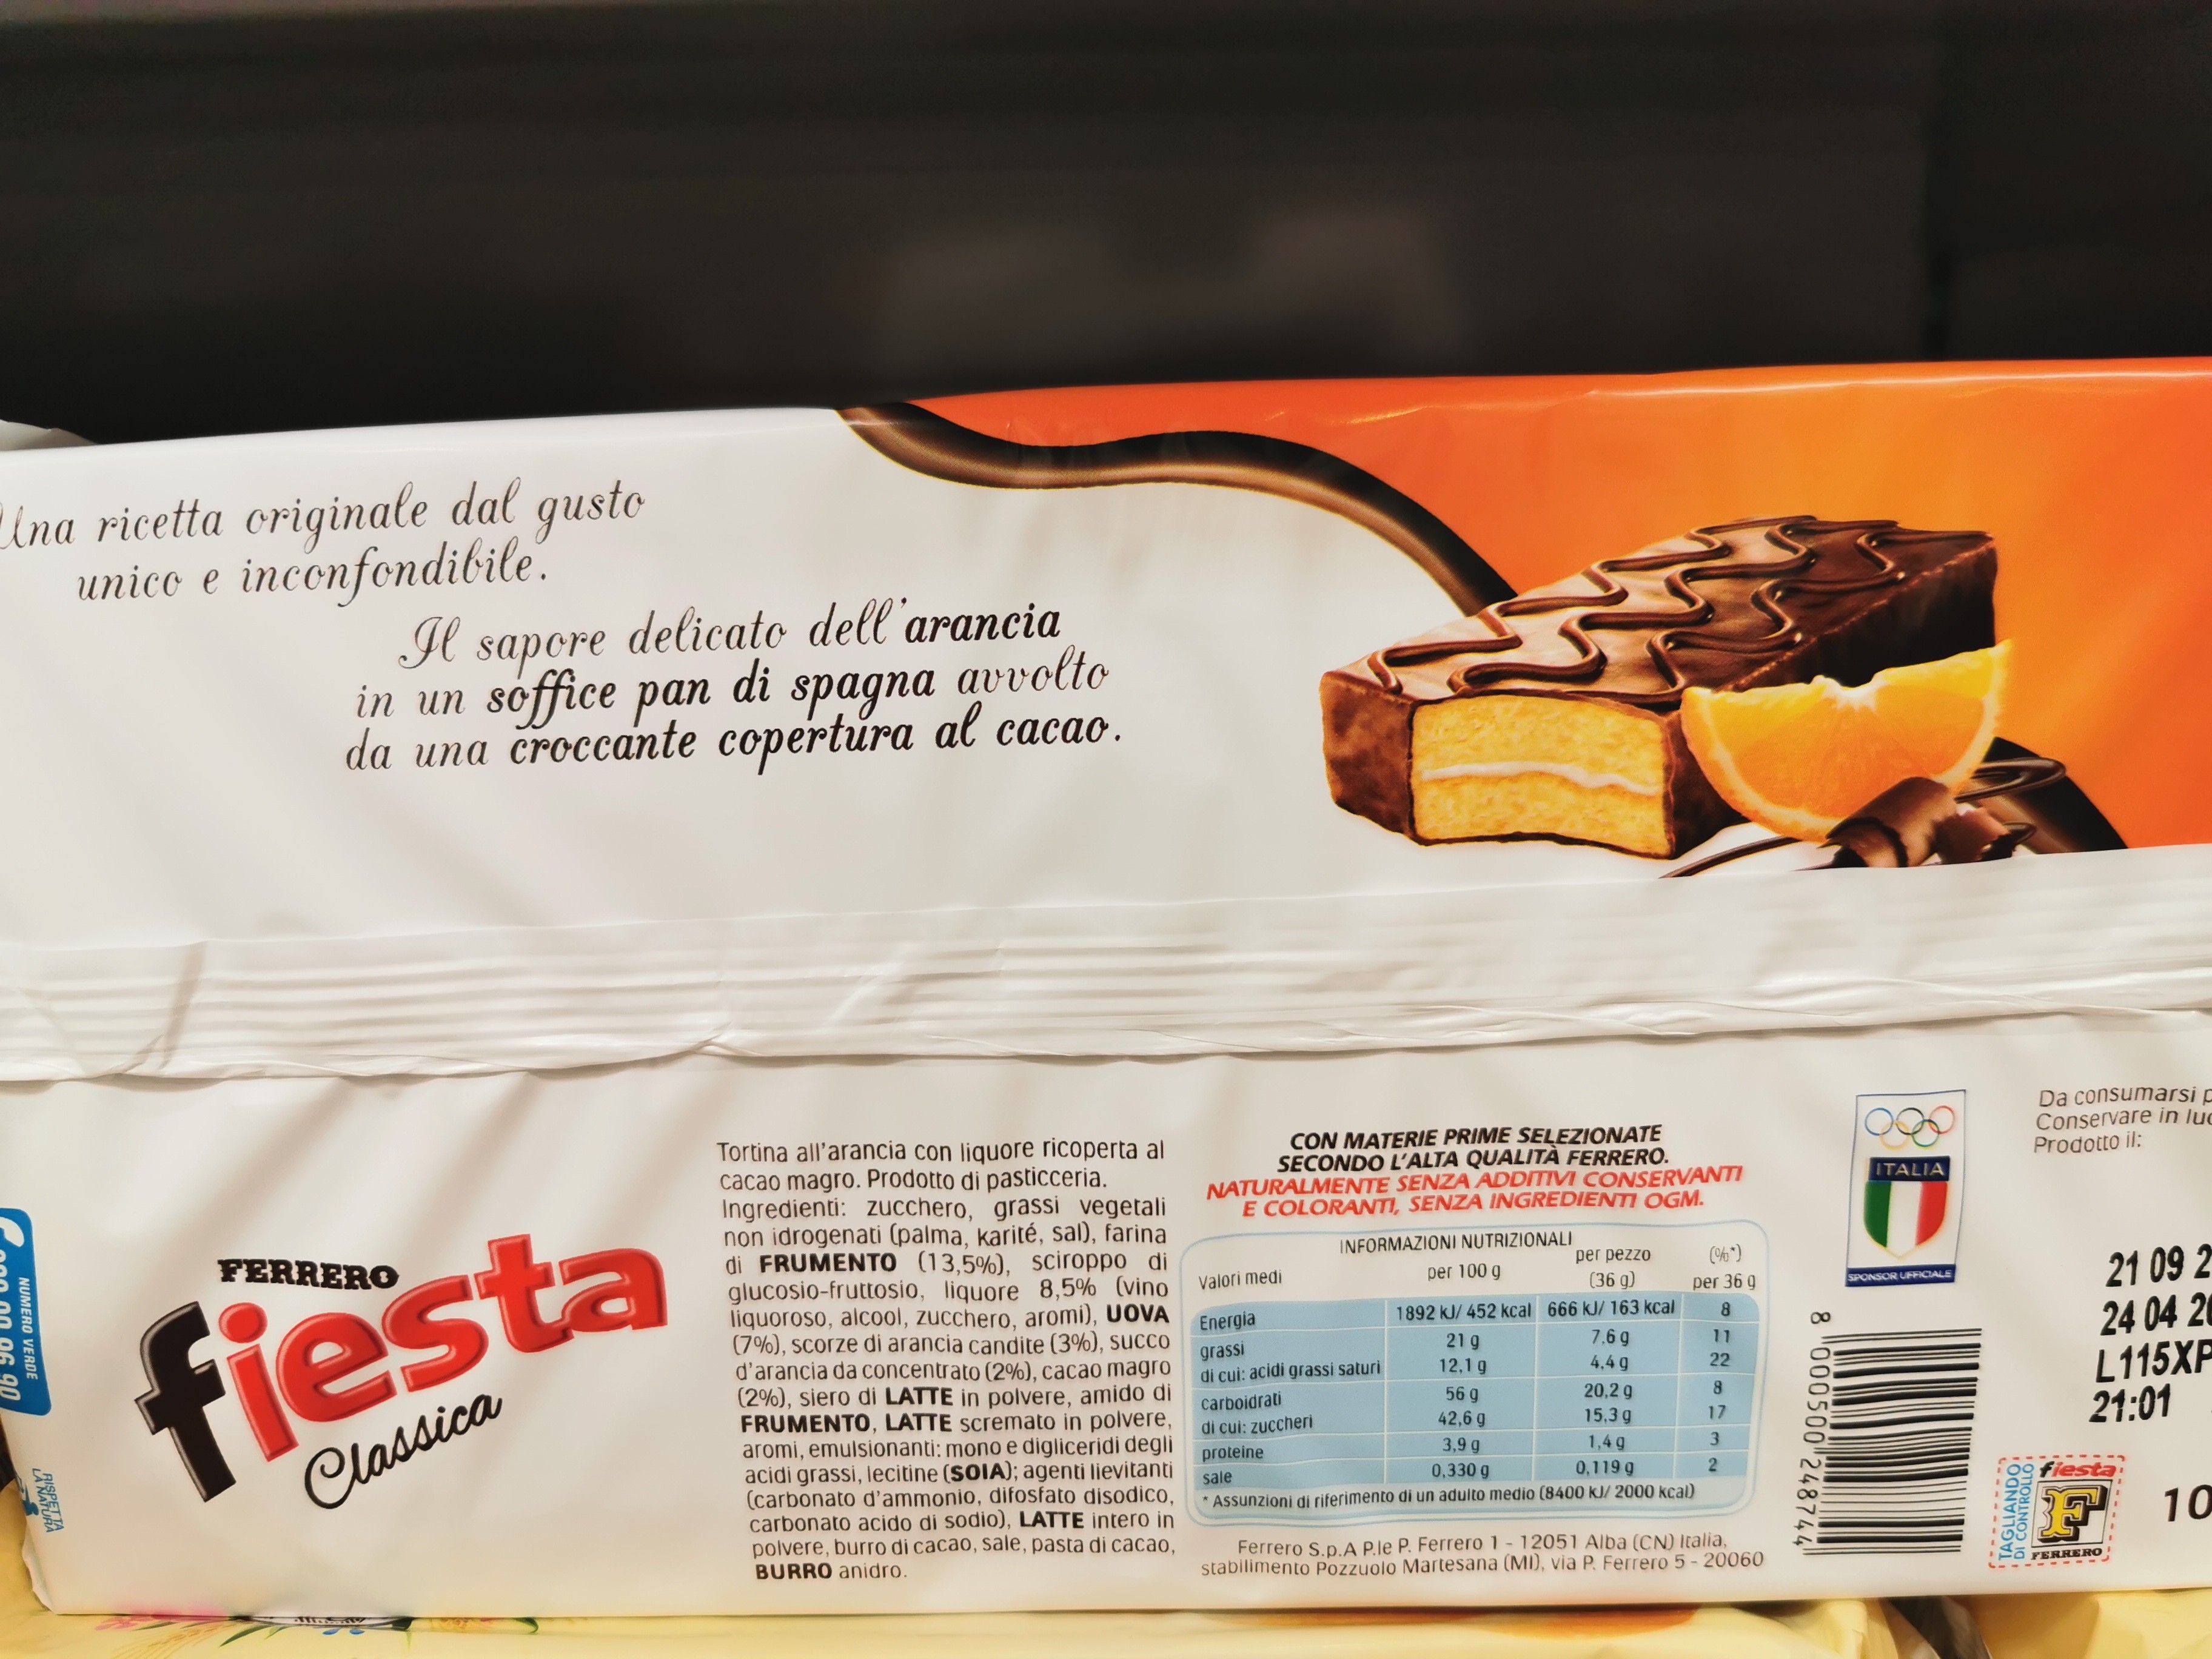 Una ricetta originale dal gusto
unico e inconfondibile.
Il sapore delicato dell'arancia
in un soffice pan di spagna avvolto
da una croccante copertura al cacao.
NUMERO VERDE
RISPETTA
LA NATURA
FERRERO
fiesta
Classica
Tortina all'arancia con liquore ricoperta al
cacao magro. Prodotto di pasticceria.
Ingredienti: zucchero, grassi vegetali
non idrogenati (palma, karité, sal), farina
di FRUMENTO (13,5%), sciroppo di
glucosio-fruttosio, liquore 8,5% (vino
liquoroso, alcool, zucchero, aromi), UOVA
(7%), scorze di arancia candite (3%), succo
d'arancia da concentrato (2%), cacao magro
(2%), siero di LATTE in polvere, amido di
FRUMENTO, LATTE scremato in polvere,
aromi, emulsionanti: mono e digliceridi degli
acidi grassi, lecitine (SOIA); agenti lievitanti
(carbonato d'ammonio, difosfato disodico,
carbonato acido di sodio), LATTE intero in
polvere, burro di cacao, sale, pasta di cacao,
BURRO anidro.
CON MATERIE PRIME SELEZIONATE
SECONDO L'ALTA QUALITÀ FERRERO.
NATURALMENTE SENZA ADDITIVI CONSERVANTI
E COLORANTI, SENZA INGREDIENTI OGM.
INFORMAZIONI NUTRIZIONALI
Valori medi per 100 g per pezzo (36 g) (%*) per 36 g
Energia 1892 kJ/ 452 kcal 666 kJ/ 163 kcal 8
grassi 21 g 7,6 g 11
di cui: acidi grassi saturi 12,1 g 4,4 g 22
carboidrati 56 g 20,2 g 8
di cui: zuccheri 42,6 g 15,3 g 17
proteine 3,9 g 1,4 g 3
sale 0,330 g 0,119 g 2
* Assunzioni di riferimento di un adulto medio (8400 kJ/ 2000 kcal)
Ferrero S.p.A P.le P. Ferrero 1 - 12051 Alba (CN) Italia,
stabilimento Pozzuolo Martesana (MI), via P. Ferrero 5 - 20060
ITALIA
SPONSOR UFFICIALE
8 000500 248744
Da consumarsi
Conservare in
Prodotto il:
21 09 2
24 04 20
L115XP
21:01
TAGLIANDO
DI CONTROLLO
fiesta
F
FERRERO
10